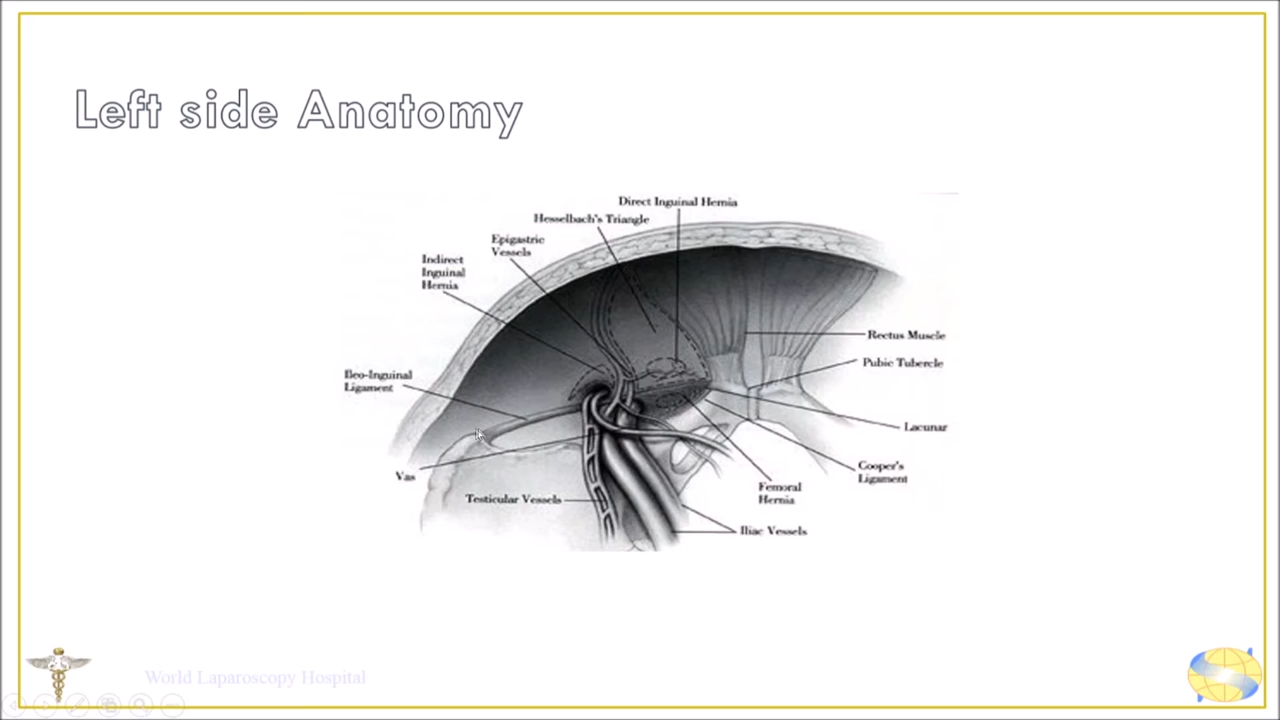 Left side Anatomy
Direct Inguinal Hernia
Hesselbach's Triangle
Epigastric
Vessels
Indirect
Inguinal
Hernia
Rectus Muscle
Pubic Tubercle
Ileo-Inguinal
Ligament
Lacunar
Cooper's
Ligament
Vas
Femoral
Hernia
Testicular Vessels
Iliac Vessels
World Laparoscopy Hospital